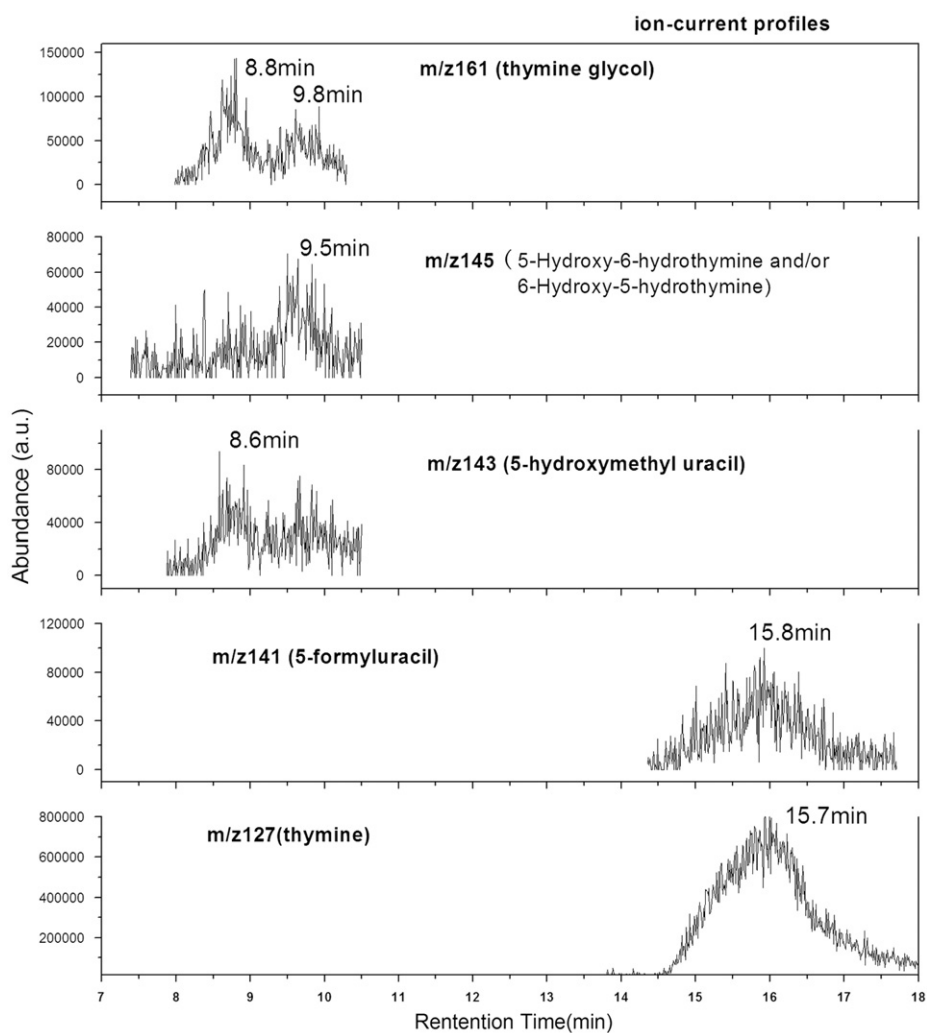 ion-current profiles
150000
100000
50000
0
8.8min
9.8min
m/z161 (thymine glycol)
80000
60000
40000
20000
0
9.5min
m/z145 ( 5-Hydroxy-6-hydrothymine and/or
6-Hydroxy-5-hydrothymine)
80000
40000
0
8.6min
m/z143 (5-hydroxymethyl uracil)
120000
80000
40000
0
m/z141 (5-formyluracil)
15.8min
800000
600000
400000
200000
m/z127(thymine)
15.7min
7 8 9 10 11 12 13 14 15 16 17 18
Rentention Time(min)
Abundance (a.u.)